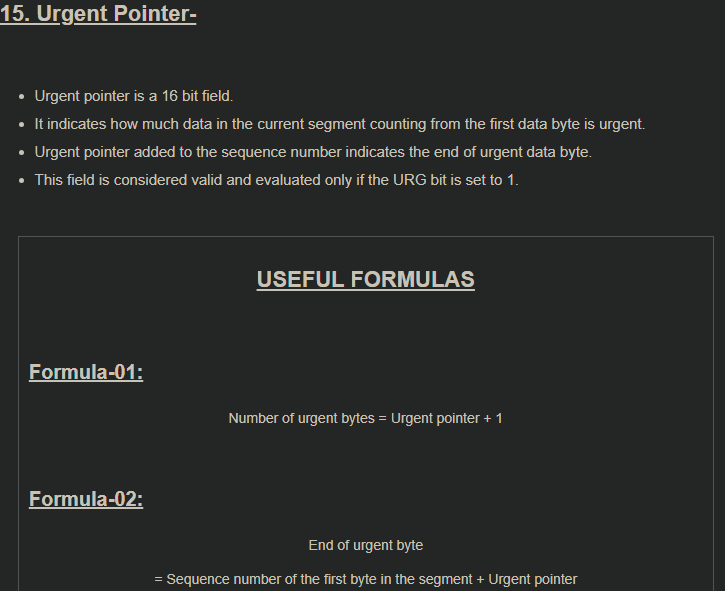 15. Urgent Pointer-
• Urgent pointer is a 16 bit field.
• It indicates how much data in the current segment counting from the first data byte is urgent.
• Urgent pointer added to the sequence number indicates the end of urgent data byte.
• This field is considered valid and evaluated only if the URG bit is set to 1.
USEFUL FORMULAS
Formula-01:
Number of urgent bytes = Urgent pointer + 1
Formula-02:
End of urgent byte
= Sequence number of the first byte in the segment + Urgent pointer